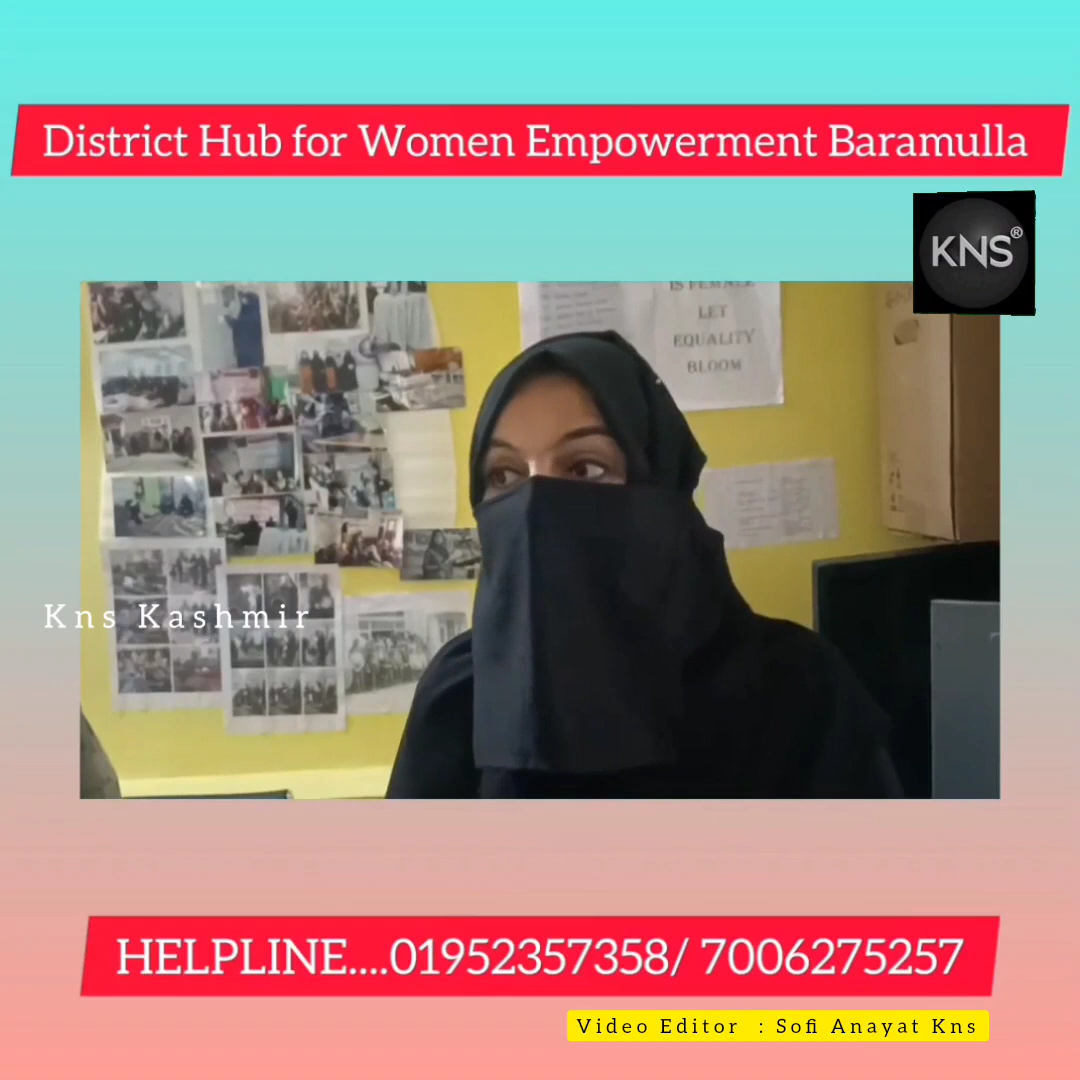 District Hub for Women Empowerment Baramulla
KNS®
IS FEMALE
LET
EQUALITY
BLOOM
Kns Kashmir
HELPLINE....01952357358/ 7006275257
Video Editor : Sofi Anayat Kns